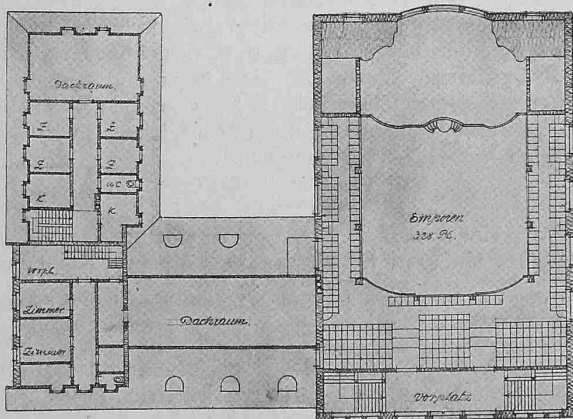 Dachraum.
Z.
Z.
Z.
Z.
W.C.
K
K
Vorpl.
Zimmer
Zimmer
Dachraum.
Emporen
328 Pl.
Vorplatz